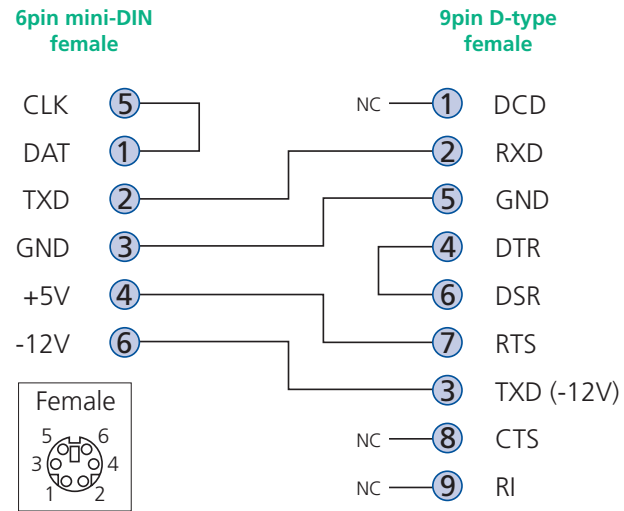 6pin mini-DIN
female
9pin D-type
female
CLK 5 NC 1 DCD
DAT 1 2 RXD
TXD 2 5 GND
GND 3 4 DTR
+5V 4 6 DSR
-12V 6 7 RTS
3 TXD (-12V)
NC 8 CTS
NC 9 RI
Female
5 6
3 4
1 2